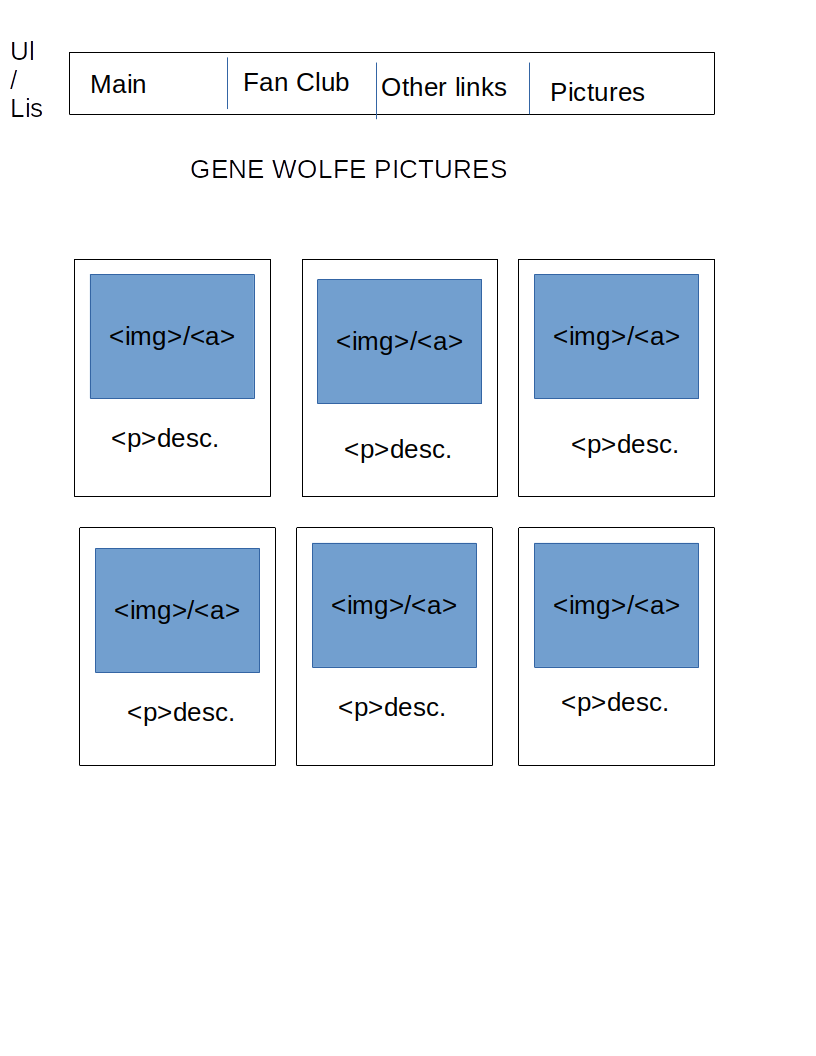 Ul
/
Lis
Main
Fan Club
Other links
Pictures
GENE WOLFE PICTURES
<img>/<a>
<img>/<a>
<img>/<a>
<p>desc.
<p>desc.
<p>desc.
<img>/<a>
<img>/<a>
<img>/<a>
<p>desc.
<p>desc.
<p>desc.